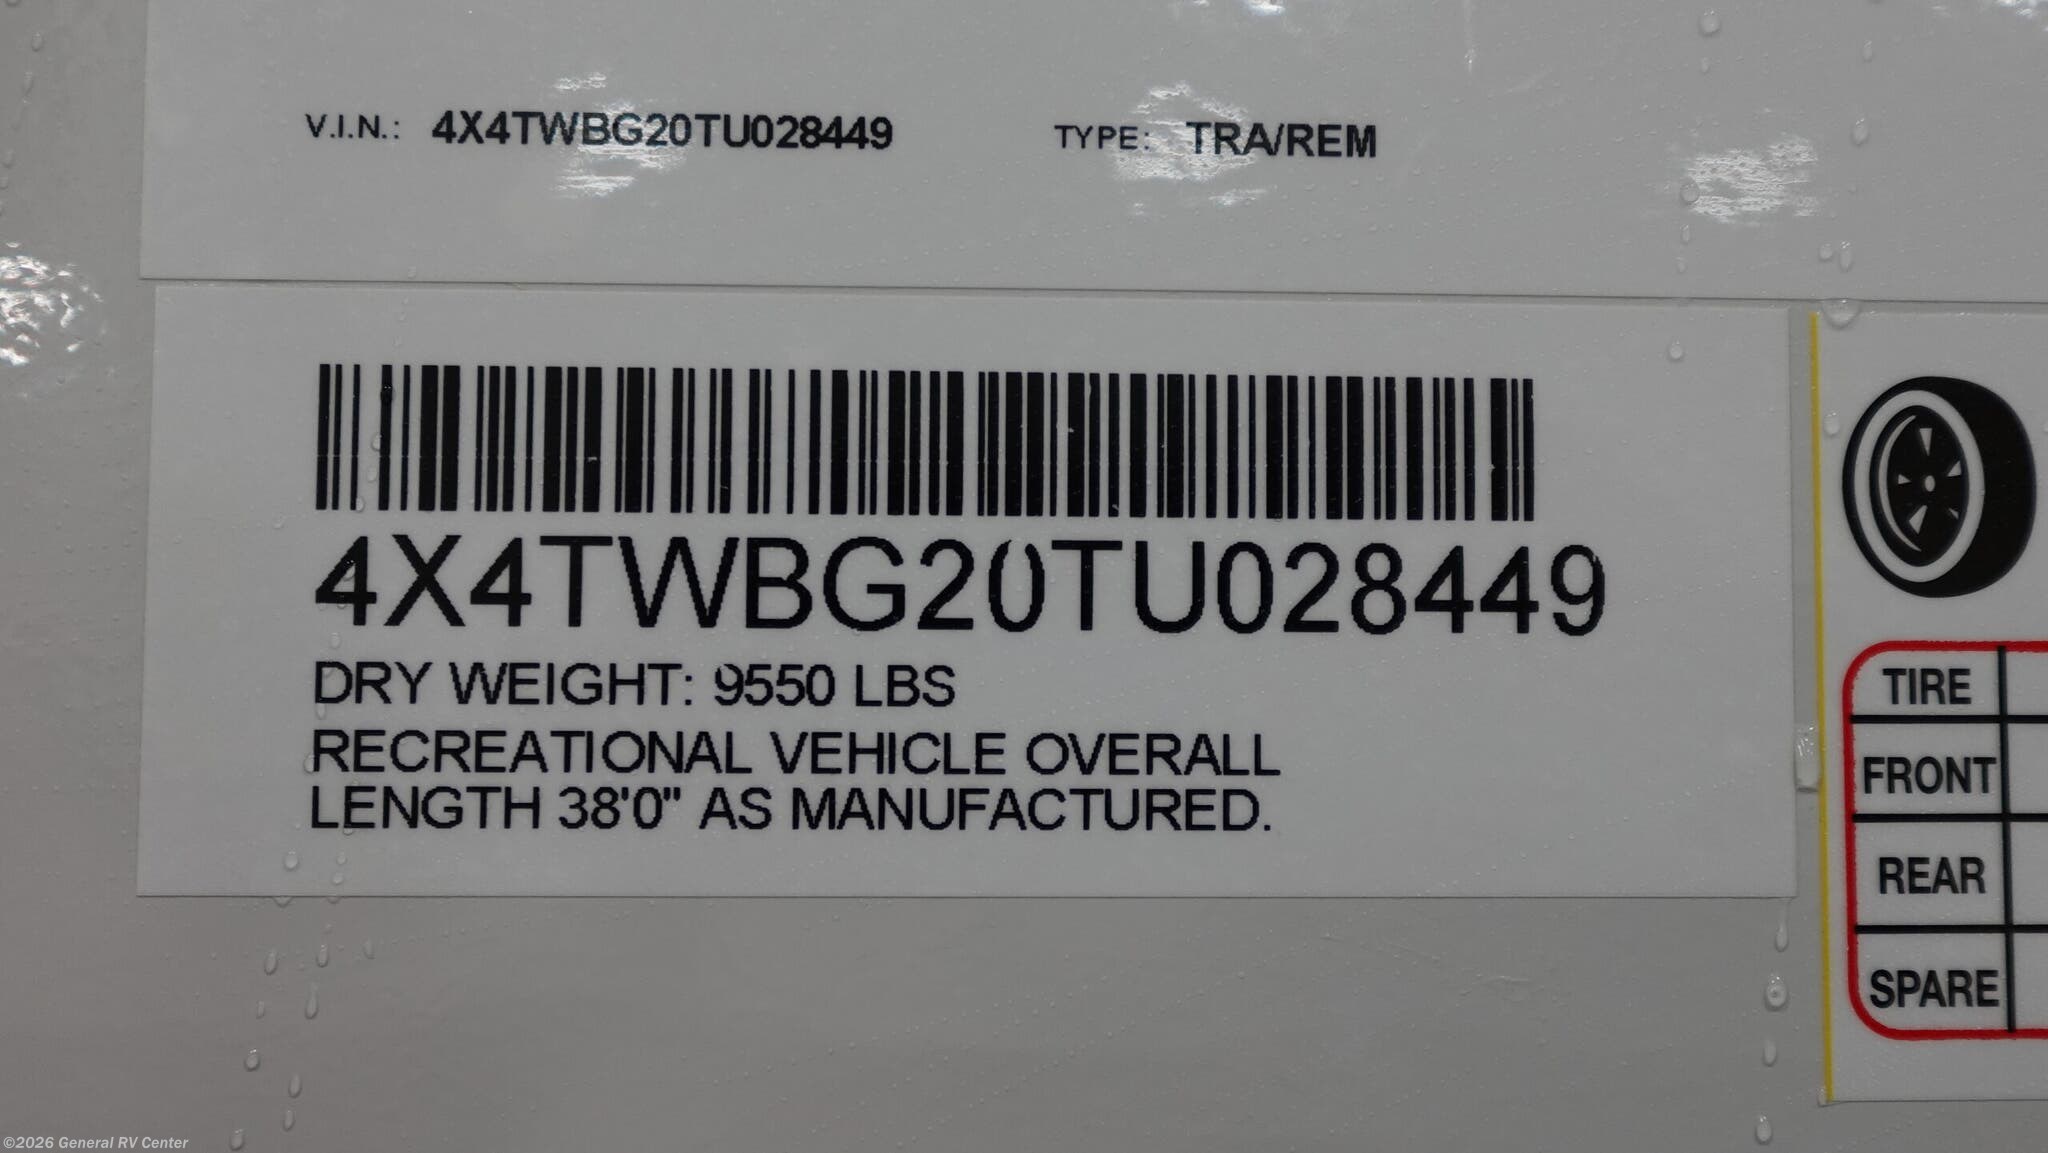 V.I.N.: 4X4TWBG20TU028449 TYPE: TRA/REM
4X4TWBG20TU028449
DRY WEIGHT: 9550 LBS
RECREATIONAL VEHICLE OVERALL
LENGTH 38'0" AS MANUFACTURED.
TIRE
FRONT
REAR
SPARE
©2026 General RV Center